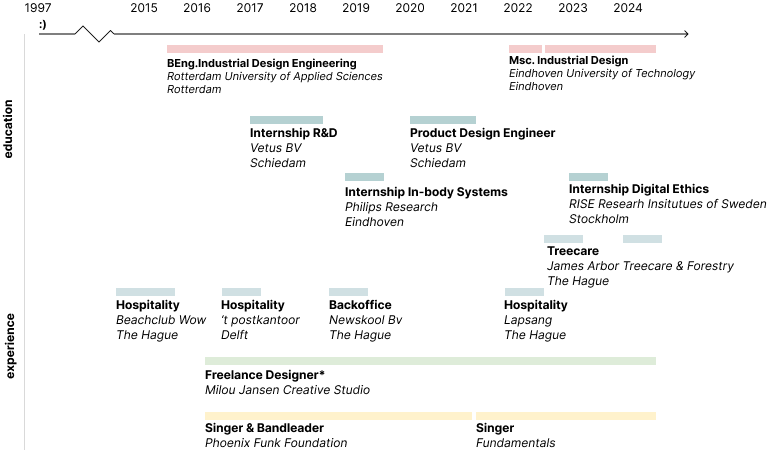 1997 2015 2016 2017 2018 2019 2020 2021 2022 2023 2024
:)
BEng.Industrial Design Engineering
Rotterdam University of Applied Sciences
Rotterdam
Msc. Industrial Design
Eindhoven University of Technology
Eindhoven
education
Internship R&D
Vetus BV
Schiedam
Product Design Engineer
Vetus BV
Schiedam
Internship In-body Systems
Philips Research
Eindhoven
Internship Digital Ethics
RISE Researh Insitutues of Sweden
Stockholm
Treecare
James Arbor Treecare & Forestry
The Hague
experience
Hospitality
Beachclub Wow
The Hague
Hospitality
't postkantoor
Delft
Backoffice
Newskool Bv
The Hague
Hospitality
Lapsang
The Hague
Freelance Designer*
Milou Jansen Creative Studio
Singer & Bandleader
Phoenix Funk Foundation
Singer
Fundamentals